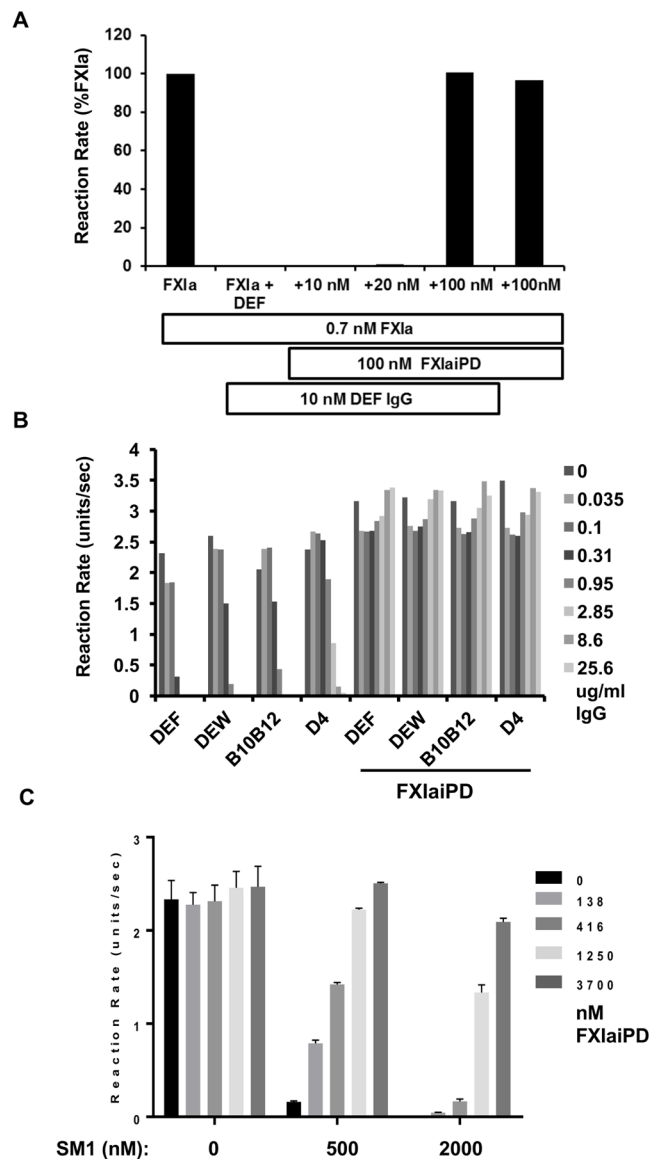 A
Reaction Rate (%FXIa)
120
100
80
60
40
20
0
FXIa
FXIa + DEF
+10 nM
+20 nM
+100 nM
+100nM
0.7 nM FXIa
100 nM FXIaiPD
10 nM DEF IgG
B
Reaction Rate (units/sec)
4
3.5
3
2.5
2
1.5
1
0.5
0
DEF
DEW
B10B12
D4
DEF
DEW
B10B12
D4
FXIaiPD
0
0.035
0.1
0.31
0.95
2.85
8.6
25.6
ug/ml
IgG
C
Reaction Rate (units/sec)
3
2
1
0
SM1 (nM):
0
500
2000
0
138
416
1250
3700
nM
FXIaiPD